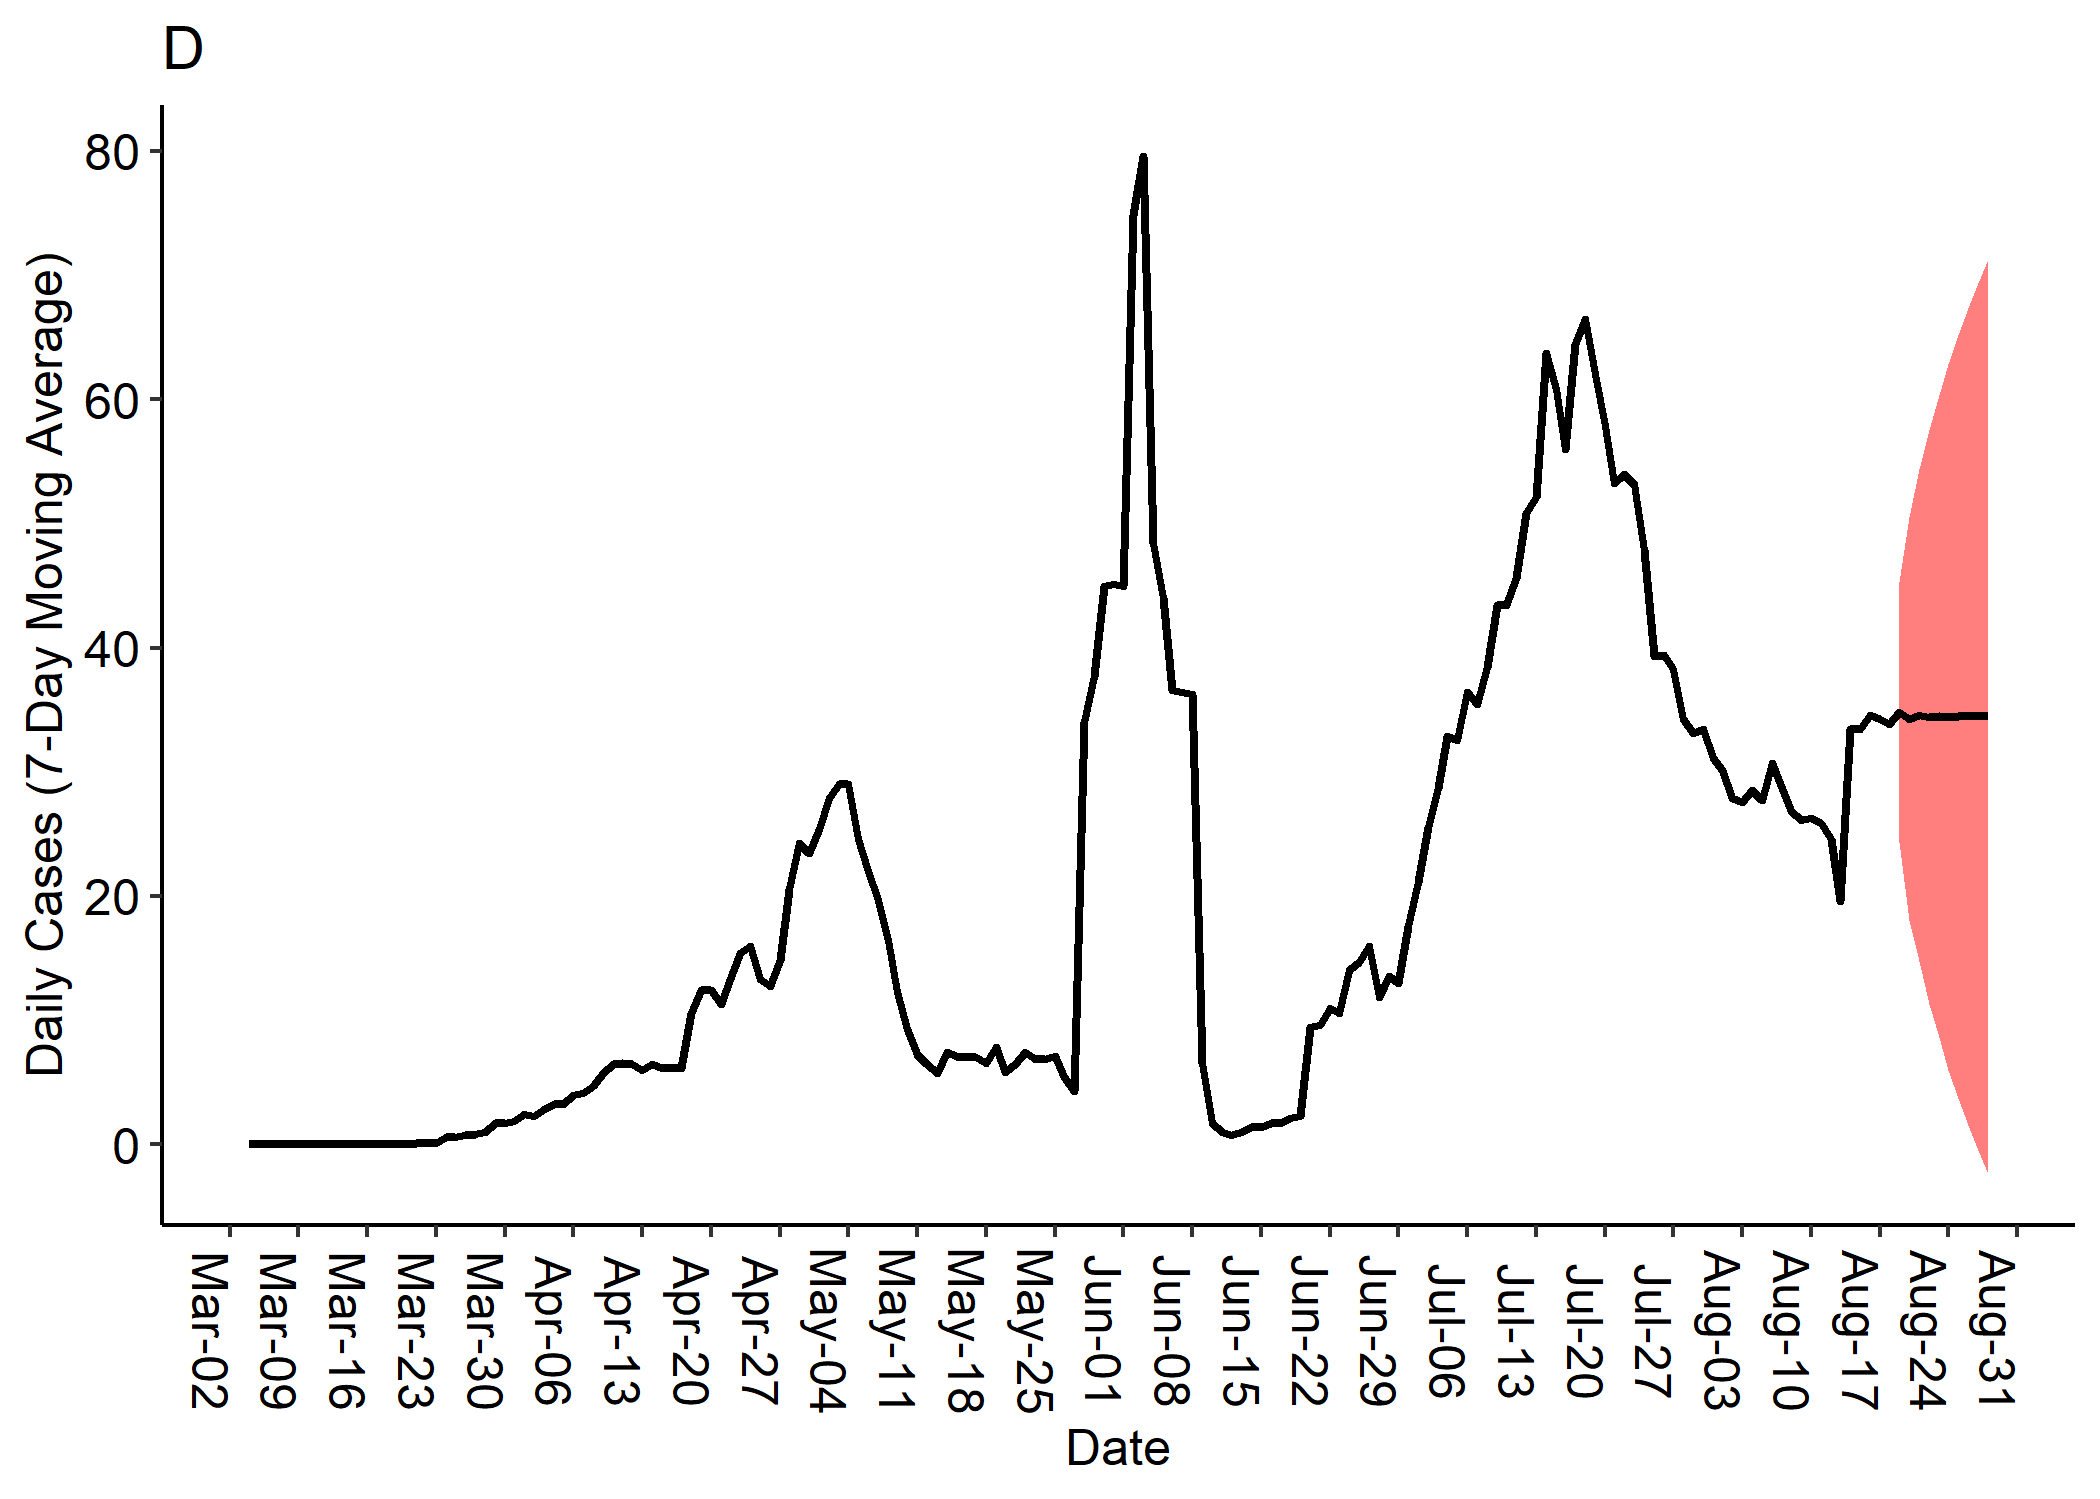 D
Daily Cases (7-Day Moving Average)
80
60
40
20
0
Mar-02
Mar-09
Mar-16
Mar-23
Mar-30
Apr-06
Apr-13
Apr-20
Apr-27
May-04
May-11
May-18
May-25
Jun-01
Jun-08
Jun-15
Jun-22
Jun-29
Jul-06
Jul-13
Jul-20
Jul-27
Aug-03
Aug-10
Aug-17
Aug-24
Aug-31
Date